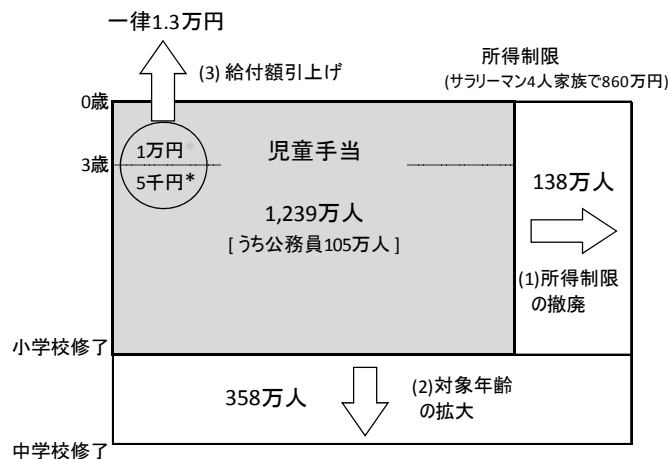 一律1.3万円
(3) 給付額引上げ
所得制限
(サラリーマン4人家族で860万円)
0歳
1万円*
児童手当
3歳
5千円*
138万人
1,239万人
[ うち公務員105万人 ]
(1)所得制限
の撤廃
小学校修了
358万人
(2)対象年齢
の拡大
中学校修了